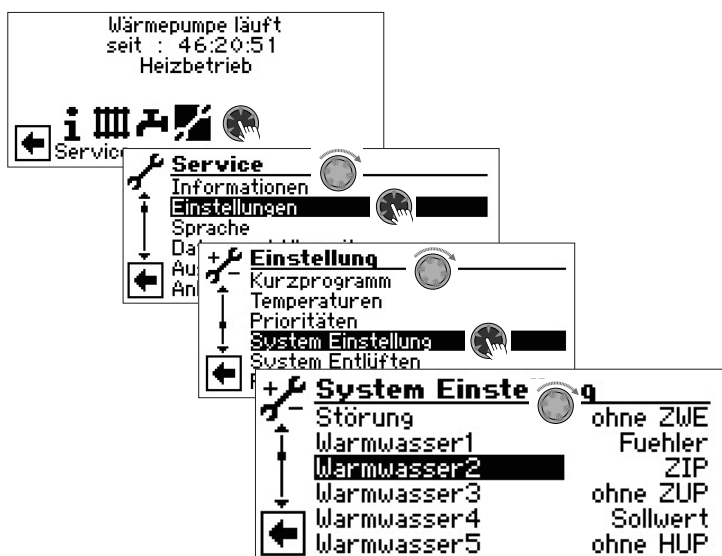 Wärmepumpe läuft
seit : 46:20:51
Heizbetrieb
Service
Service
Informationen
Einstellungen
Sprache
Einstellung
Kurzprogramm
Temperaturen
Prioritäten
System Einstellung
System Entlüften
System
Störung ohne ZWE
Warmwasser1 Fuehler
Warmwasser2 ZIP
Warmwasser3 ohne ZUP
Warmwasser4 Sollwert
Warmwasser5 ohne HUP